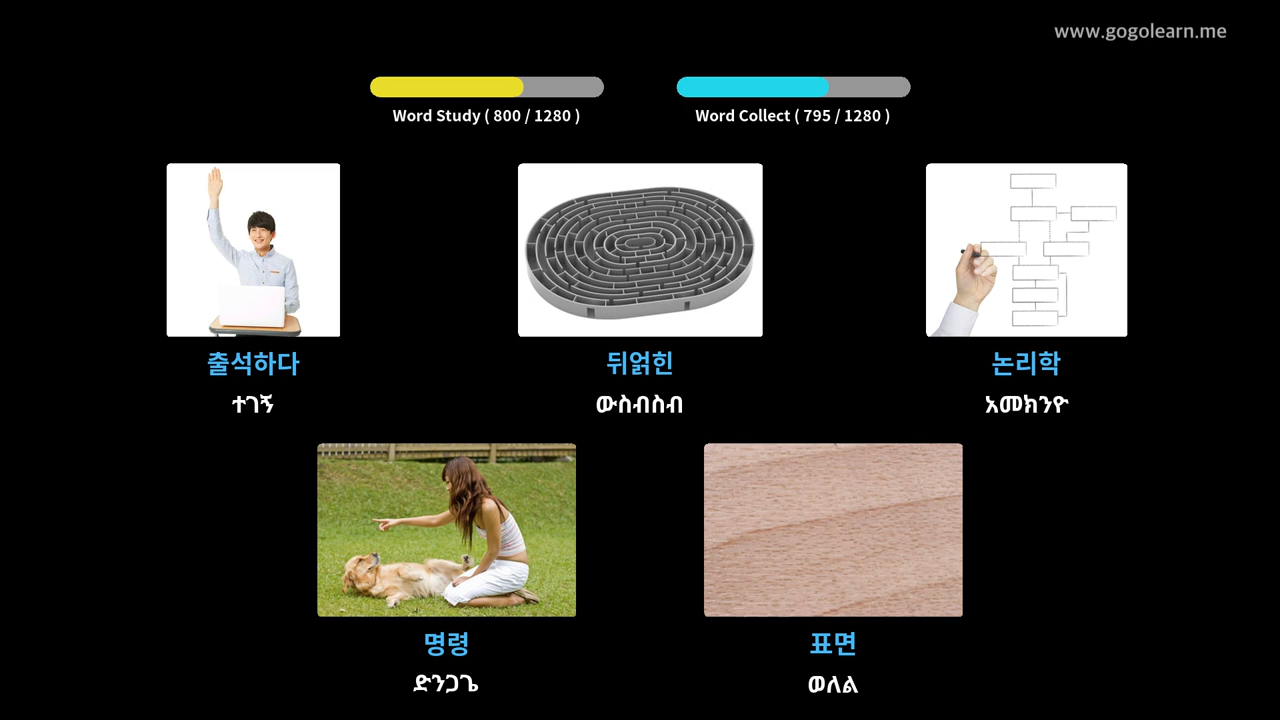 www.gogolearn.me
Word Study ( 800 / 1280 )
Word Collect ( 795 / 1280 )
출석하다
ተገኝ
뒤얽힌
ውስብስብ
논리학
አመክንዮ
명령
ድንጋጌ
표면
ወለል